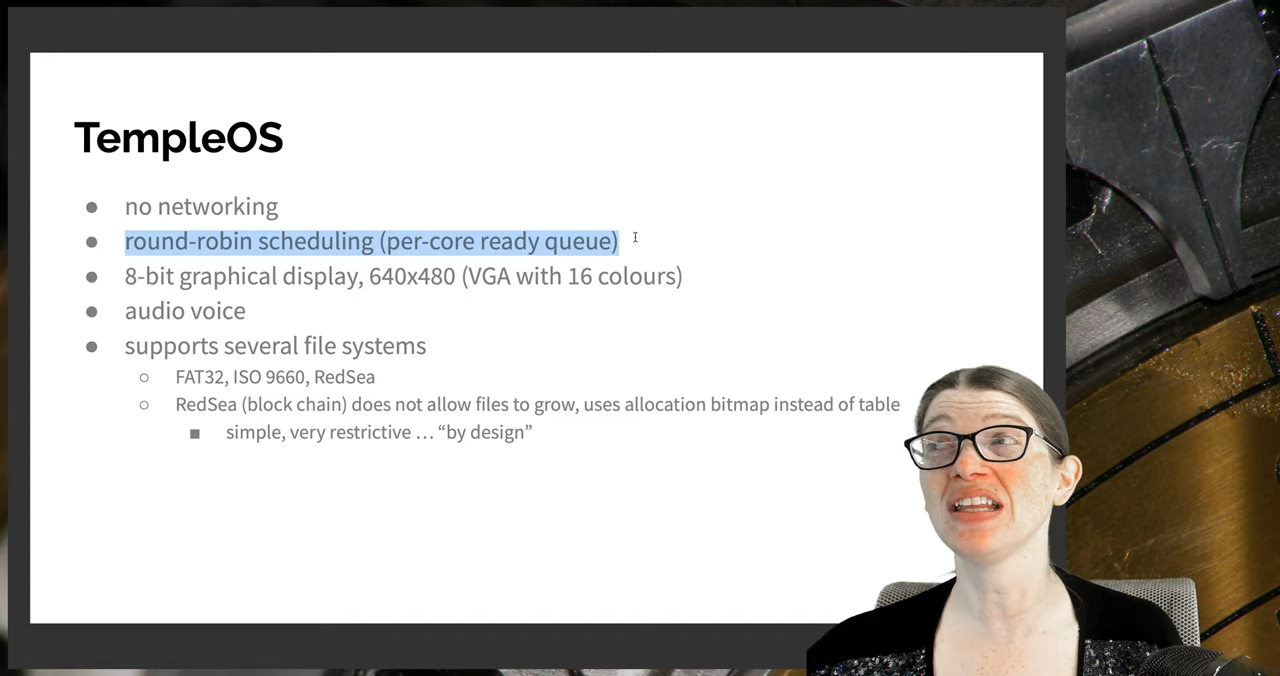 TempleOS
● no networking
● round-robin scheduling (per-core ready queue)
● 8-bit graphical display, 640x480 (VGA with 16 colours)
● audio voice
● supports several file systems
○ FAT32, ISO 9660, RedSea
○ RedSea (block chain) does not allow files to grow, uses allocation bitmap instead of table
■ simple, very restrictive … “by design”